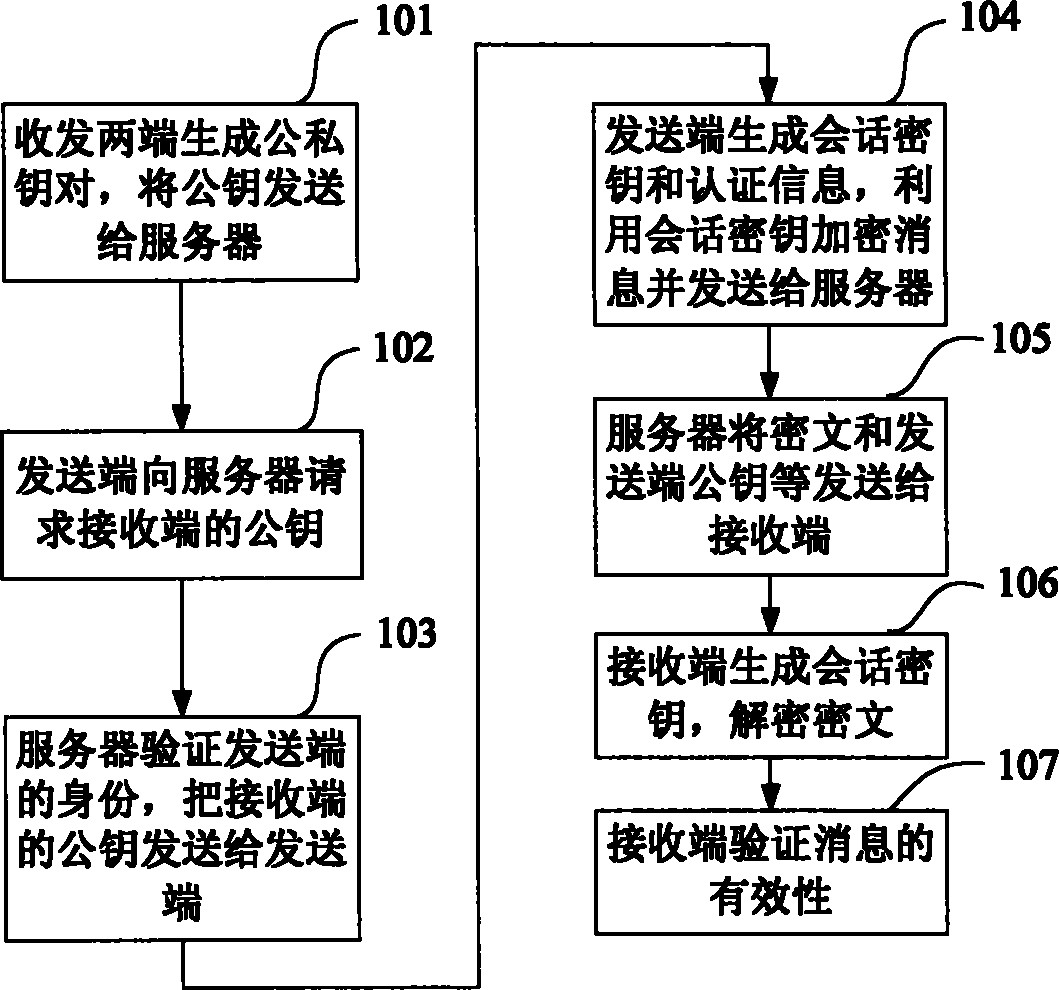 101
收发两端生成公私
钥对，将公钥发送
给服务器
102
发送端向服务器请
求接收端的公钥
103
服务器验证发送端
的身份，把接收端
的公钥发送给发送
端
104
发送端生成会话密
钥和认证信息，利
用会话密钥加密消
息并发送给服务器
105
服务器将密文和发
送端公钥等发送给
接收端
106
接收端生成会话密
钥，解密密文
107
接收端验证消息的
有效性